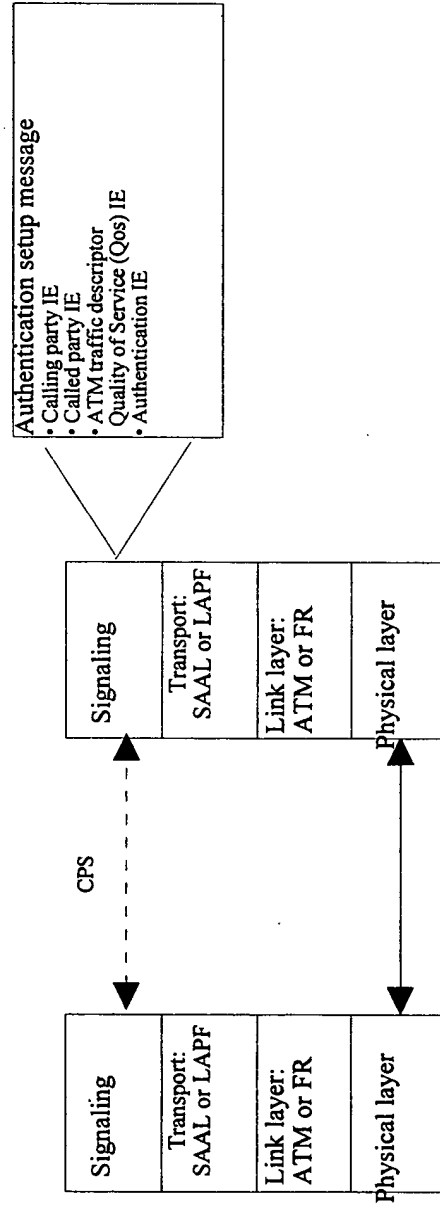 Signaling
Transport:
SAAL or LAPF
Link layer:
ATM or FR
Physical layer
CPS
Signaling
Transport:
SAAL or LAPF
Link layer:
ATM or FR
Physical layer
Authentication setup message
• Calling party IE
• Called party IE
• ATM traffic descriptor
Quality of Service (Qos) IE
• Authentication IE